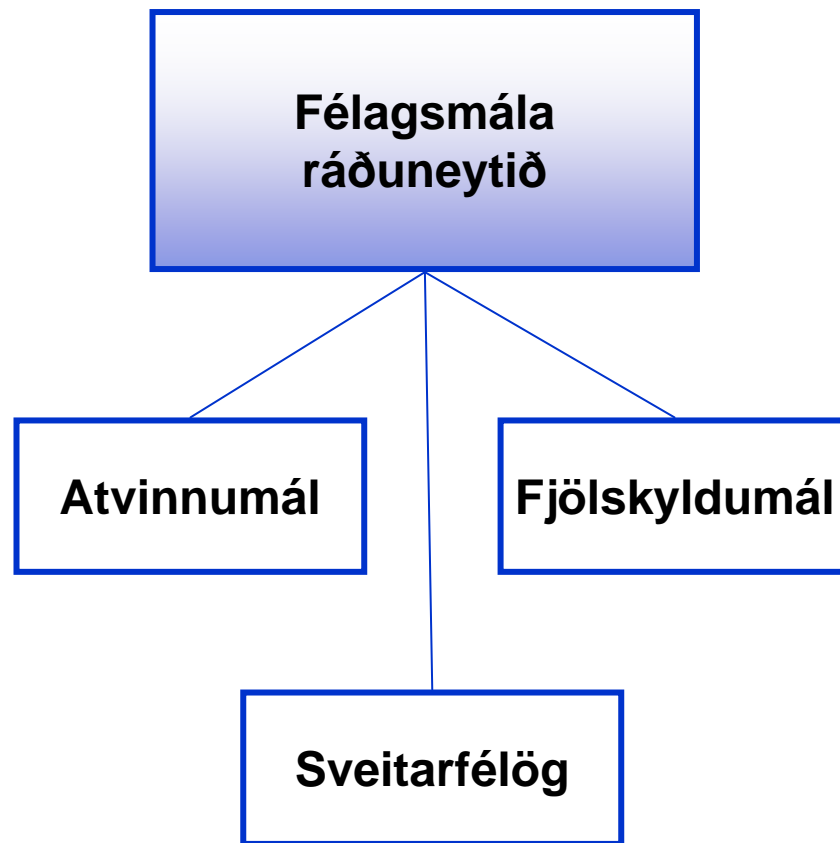 Félagsmála
ráðuneytið
Atvinnumál
Fjölskyldumál
Sveitarfélög